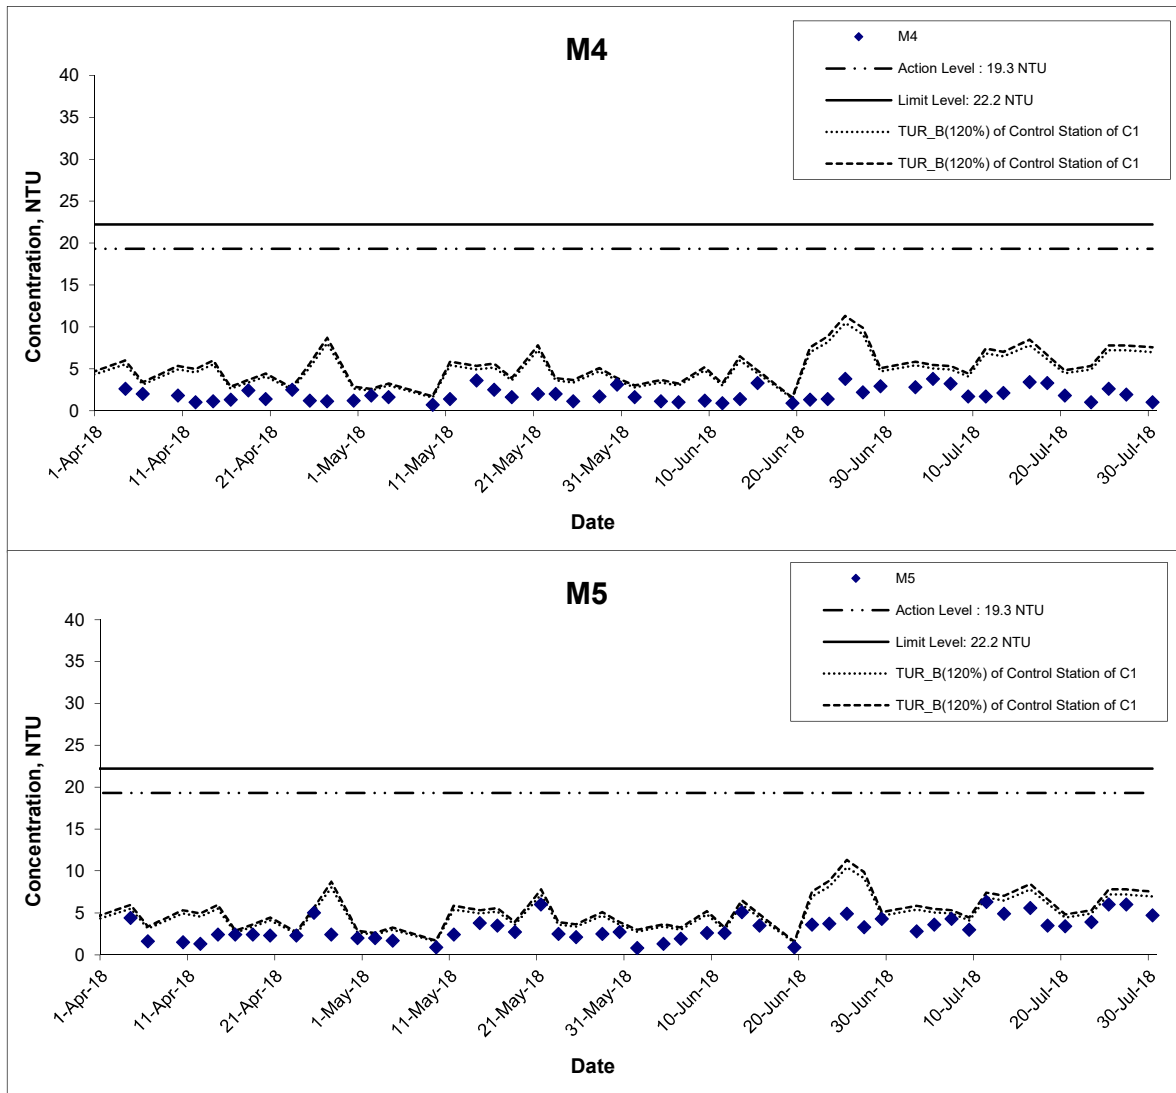 M4
M4
Action Level : 19.3 NTU
Limit Level: 22.2 NTU
TUR_B(120%) of Control Station of C1
TUR_B(120%) of Control Station of C1
Concentration, NTU
40
35
30
25
20
15
10
5
0
1-Apr-18
11-Apr-18
21-Apr-18
1-May-18
11-May-18
21-May-18
31-May-18
10-Jun-18
20-Jun-18
30-Jun-18
10-Jul-18
20-Jul-18
30-Jul-18
Date
M5
M5
Action Level : 19.3 NTU
Limit Level: 22.2 NTU
TUR_B(120%) of Control Station of C1
TUR_B(120%) of Control Station of C1
Concentration, NTU
40
35
30
25
20
15
10
5
0
1-Apr-18
11-Apr-18
21-Apr-18
1-May-18
11-May-18
21-May-18
31-May-18
10-Jun-18
20-Jun-18
30-Jun-18
10-Jul-18
20-Jul-18
30-Jul-18
Date